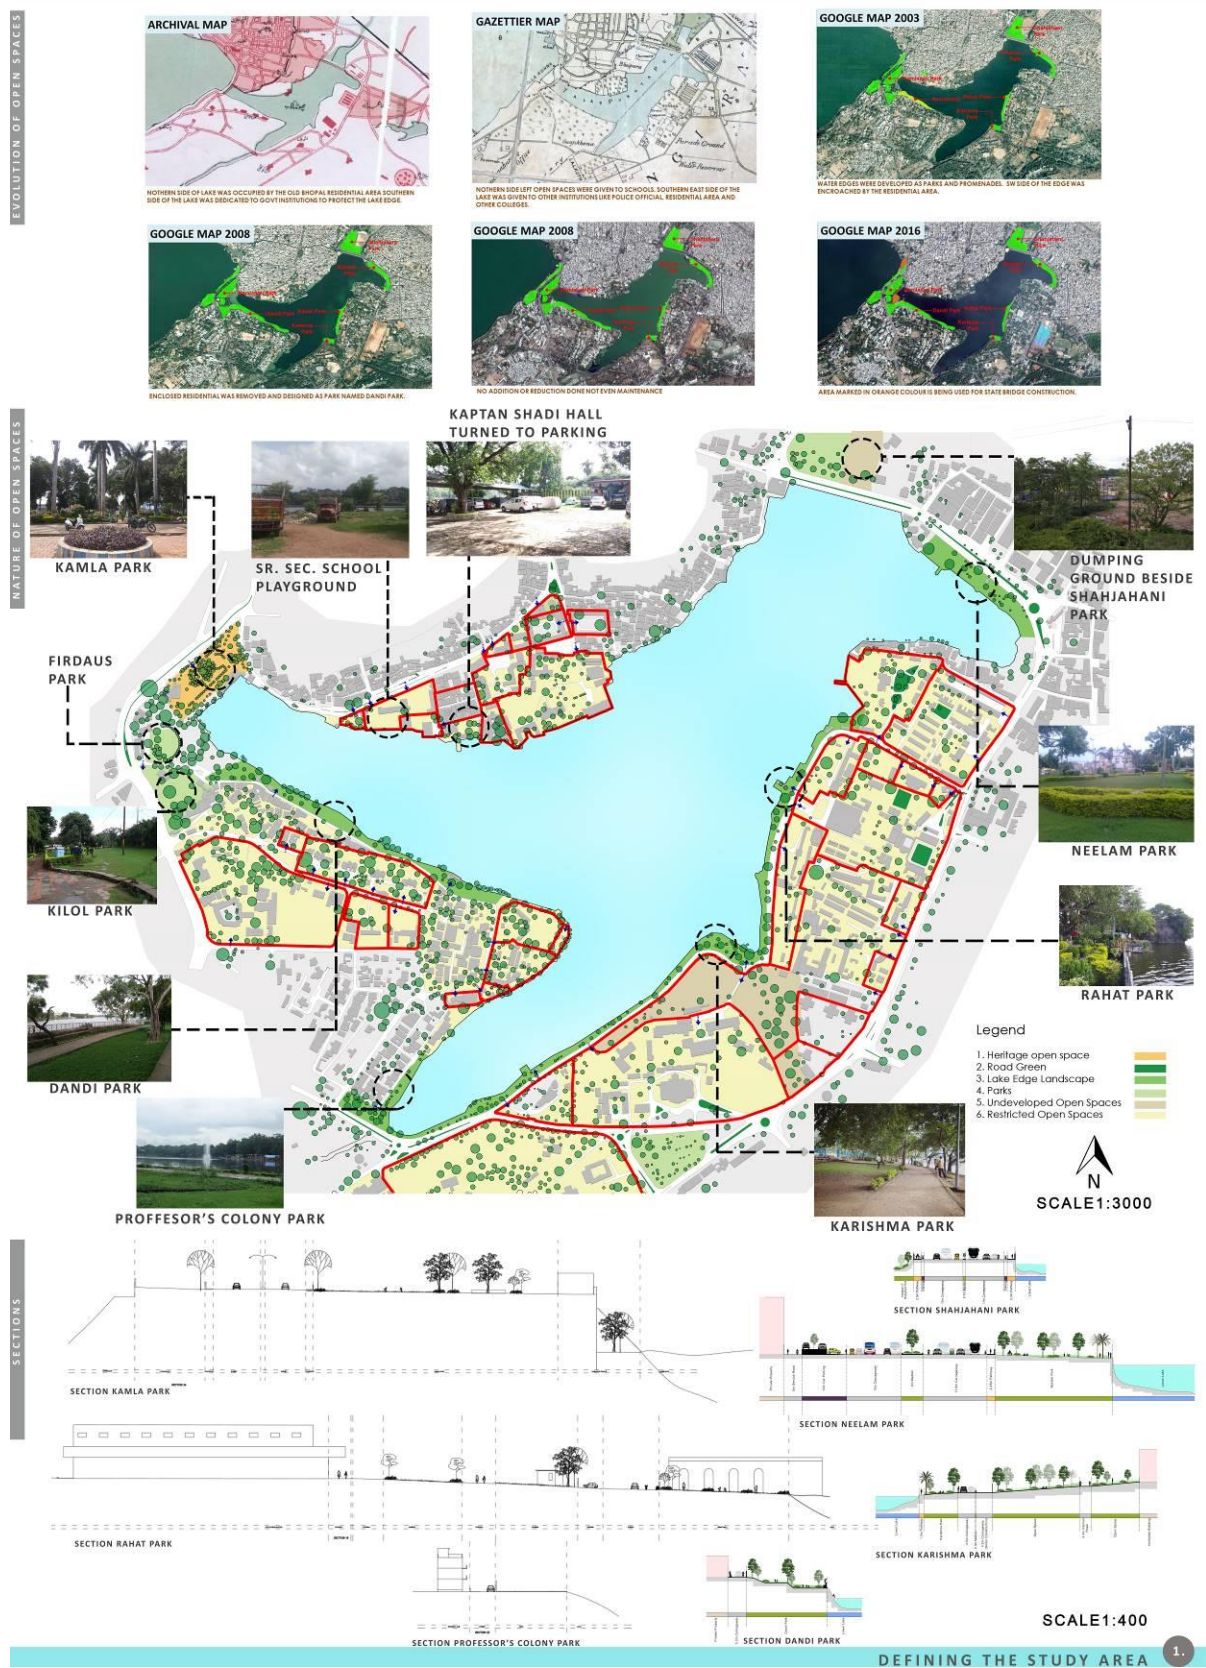 EVOLUTION OF OPEN SPACES
ARCHIVAL MAP
NOTHERN SIDE OF LAKE WAS OCCUPIED BY THE OLD BHOPAL RESIDENTIAL AREA SOUTHERN
SIDE OF THE LAKE WAS DEDICATED TO GOVT INSTITUTIONS TO PROTECT THE LAKE EDGE.
GAZETTIER MAP
Parade Ground
Water Reservoir
NOTHERN SIDE LEFT OPEN SPACES WERE GIVEN TO SCHOOLS. SOUTHERN EAST SIDE OF THE
LAKE WAS GIVEN TO OTHER INSTITUTIONS LIKE POLICE OFFICIAL, RESIDENTIAL AREA AND
OTHER COLLEGES.
GOOGLE MAP 2003
WATER EDGES WERE DEVELOPED AS PARKS AND PROMENADES. SW SIDE OF THE EDGE WAS
ENCROACHED BY THE RESIDENTIAL AREA.
GOOGLE MAP 2008
ENCLOSED RESIDENTIAL WAS REMOVED AND DESIGNED AS PARK NAMED DANDI PARK.
GOOGLE MAP 2008
NO ADDITION OR REDUCTION DONE NOT EVEN MAINTENANCE
GOOGLE MAP 2016
AREA MARKED IN ORANGE COLOUR IS BEING USED FOR STATE BRIDGE CONSTRUCTION.
NATURE OF OPEN SPACES
KAMLA PARK
SR. SEC. SCHOOL
PLAYGROUND
KAPTAN SHADI HALL
TURNED TO PARKING
DUMPING
GROUND BESIDE
SHAHJAHANI
PARK
FIRDAUS
PARK
KILOL PARK
NEELAM PARK
RAHAT PARK
DANDI PARK
PROFFESOR'S COLONY PARK
KARISHMA PARK
Legend
1. Heritage open space
2. Road Green
3. Lake Edge Landscape
4. Parks
5. Undeveloped Open Spaces
6. Restricted Open Spaces
N
SCALE1:3000
SECTIONS
SECTION KAMLA PARK
SECTION SHAHJAHANI PARK
SECTION NEELAM PARK
SECTION RAHAT PARK
SECTION KARISHMA PARK
SECTION PROFESSOR'S COLONY PARK
SECTION DANDI PARK
SCALE1:400
DEFINING THE STUDY AREA
1.